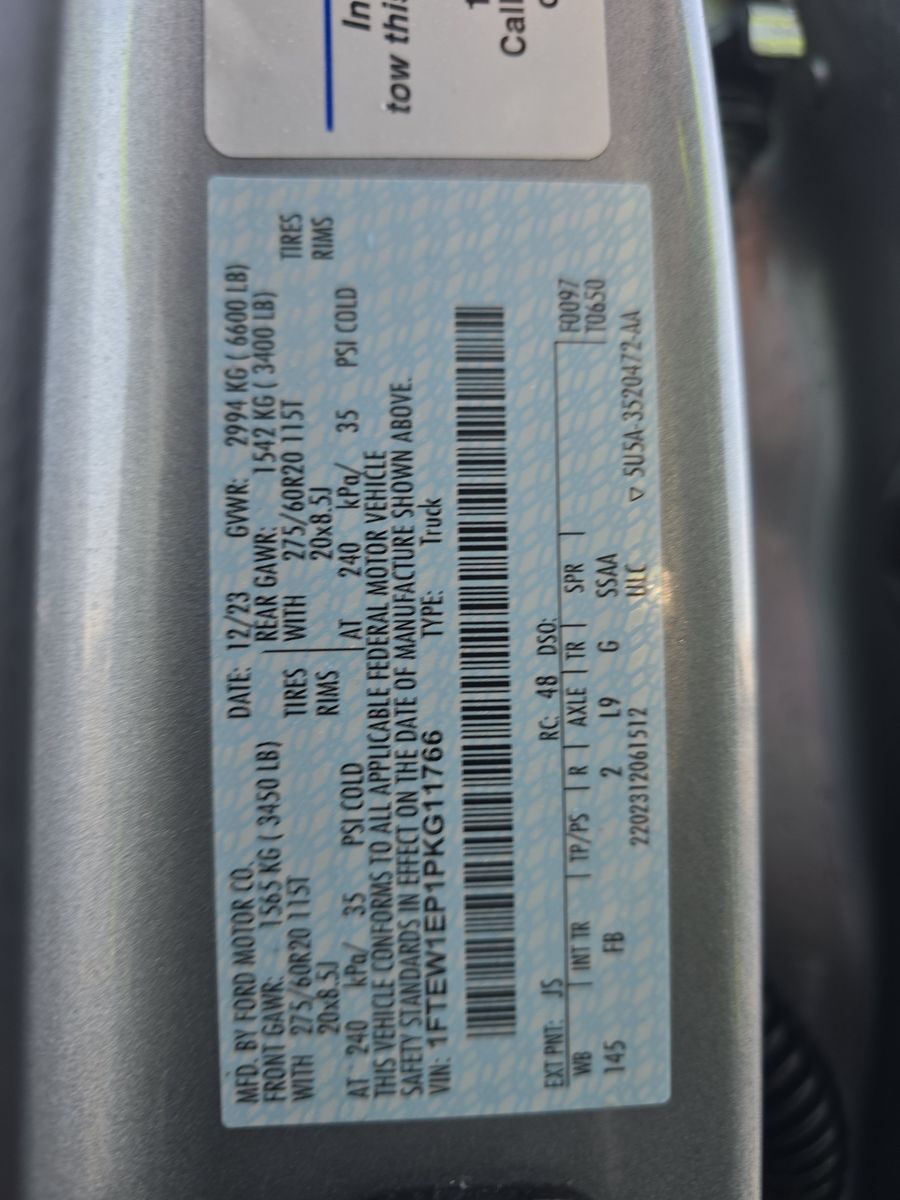 In
tow this
Call
MFD. BY FORD MOTOR CO. DATE: 12/23 GVWR: 2994 KG ( 6600 LB)
FRONT GAWR: 1565 KG ( 3450 LB) REAR GAWR: 1542 KG ( 3400 LB)
WITH 275/60R20 115T TIRES WITH 275/60R20 115T TIRES
20x8.5J RIMS 20x8.5J RIMS
AT 240 kPa/ 35 PSI COLD AT 240 kPa/ 35 PSI COLD
THIS VEHICLE CONFORMS TO ALL APPLICABLE FEDERAL MOTOR VEHICLE
SAFETY STANDARDS IN EFFECT ON THE DATE OF MANUFACTURE SHOWN ABOVE.
VIN: 1FTEW1EP1PKG11766 TYPE: Truck
EXT PNT: JS RC: 48 DSO: F0097
WB INT TR TP/PS R AXLE TR SPR T0650
145 FB 2 L9 G SSAA
2202312061512 ULC ▽ 5U5A-3520472-AA